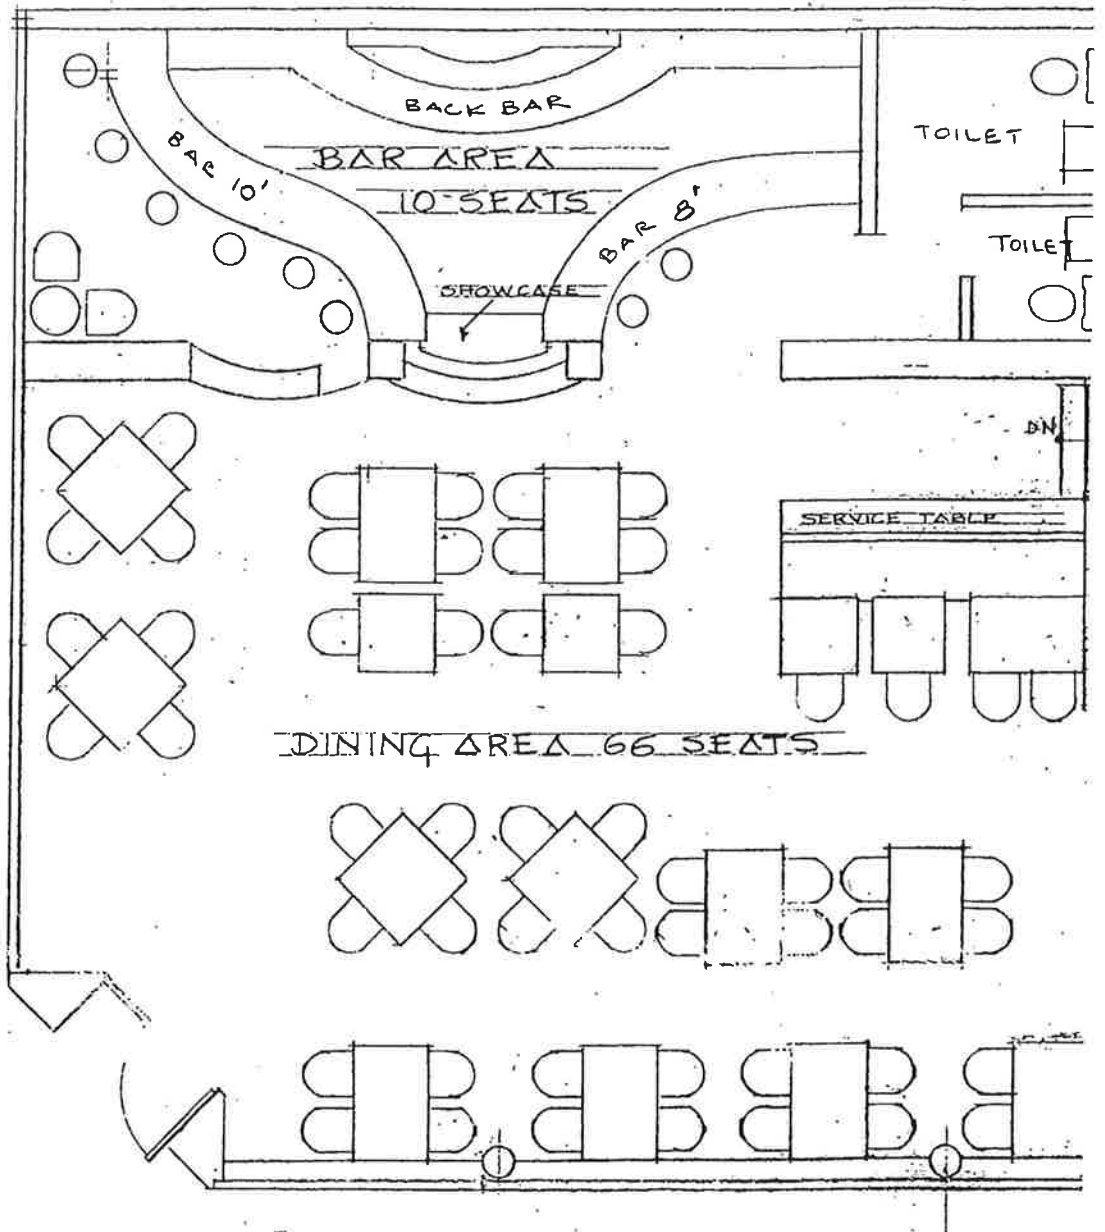 BACK BAR
TOILET
BAR 10'
BAR AREA
10 SEATS
BAR 8'
TOILET
SHOWCASE
DN
SERVICE TABLE
DINING AREA 66 SEATS